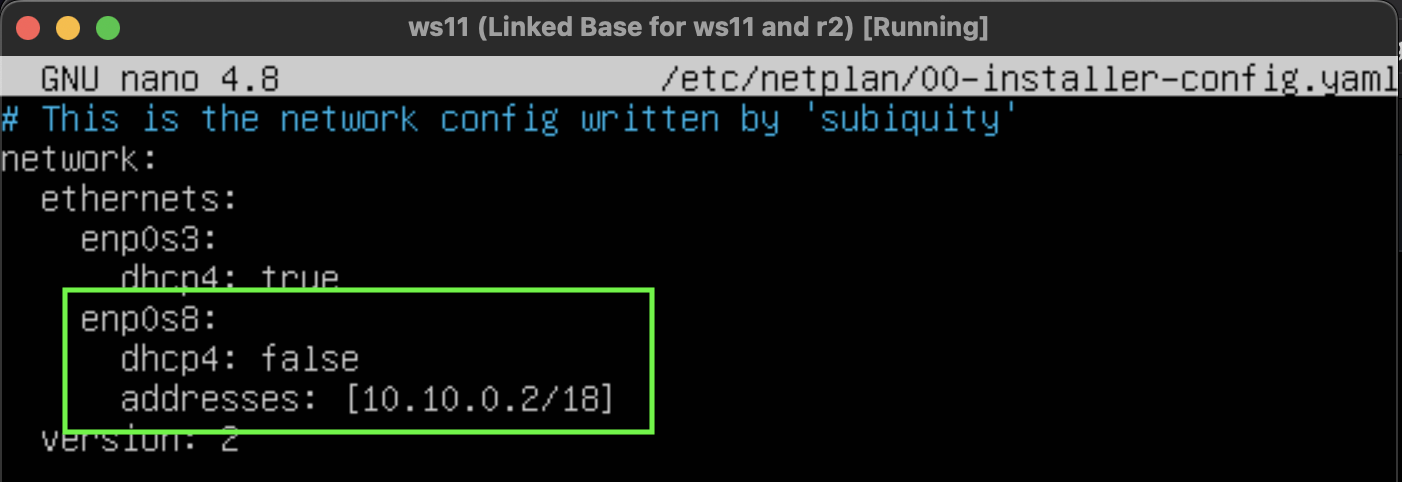 ws11 (Linked Base for ws11 and r2) [Running]
GNU nano 4.8 /etc/netplan/00-installer-config.yaml
# This is the network config written by 'subiquity'
network:
  ethernets:
    enp0s3:
      dhcp4: true
    enp0s8:
      dhcp4: false
      addresses: [10.10.0.2/18]
  version: 2